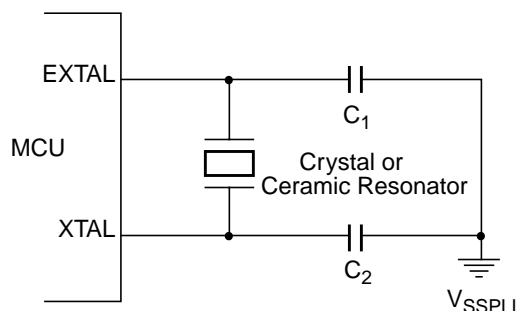 EXTAL
C1
MCU
Crystal or
Ceramic Resonator
XTAL
C2
VSSPLL